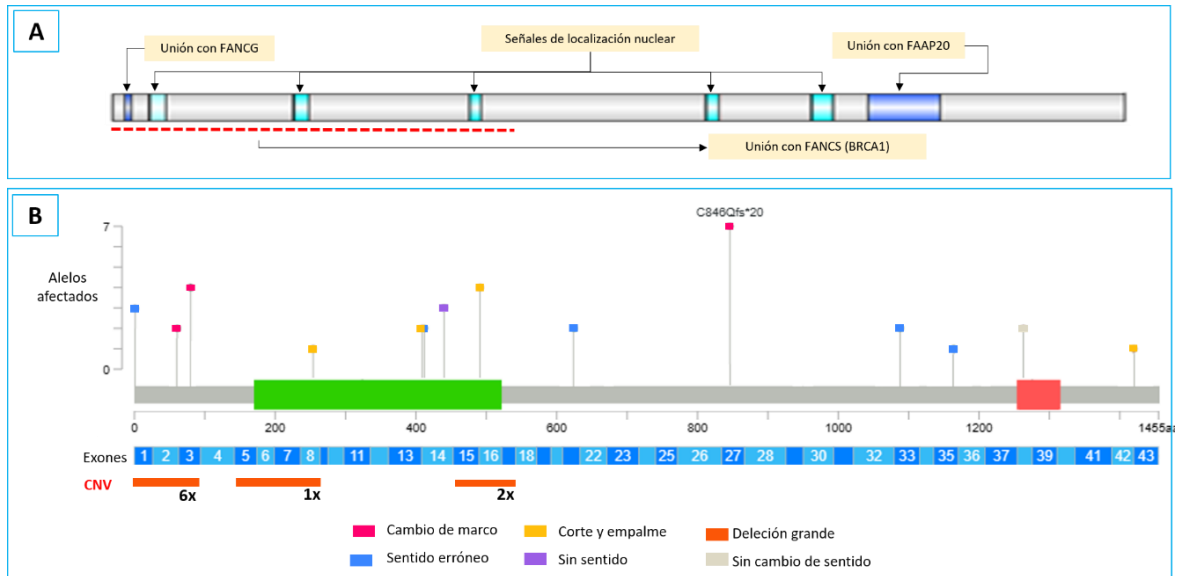 A
Unión con FANCG
Señales de localización nuclear
Unión con FAAP20
Unión con FANCS (BRCA1)
B
C846Qfs*20
7
Alelos
afectados
0
0 200 400 600 800 1000 1200 1455aa
Exones 1 2 3 4 5 6 7 8 11 13 14 15 16 18 22 23 25 26 27 28 30 32 33 35 36 37 39 41 42 43
CNV
6x 1x 2x
Cambio de marco Corte y empalme Deleción grande
Sentido erróneo Sin sentido Sin cambio de sentido